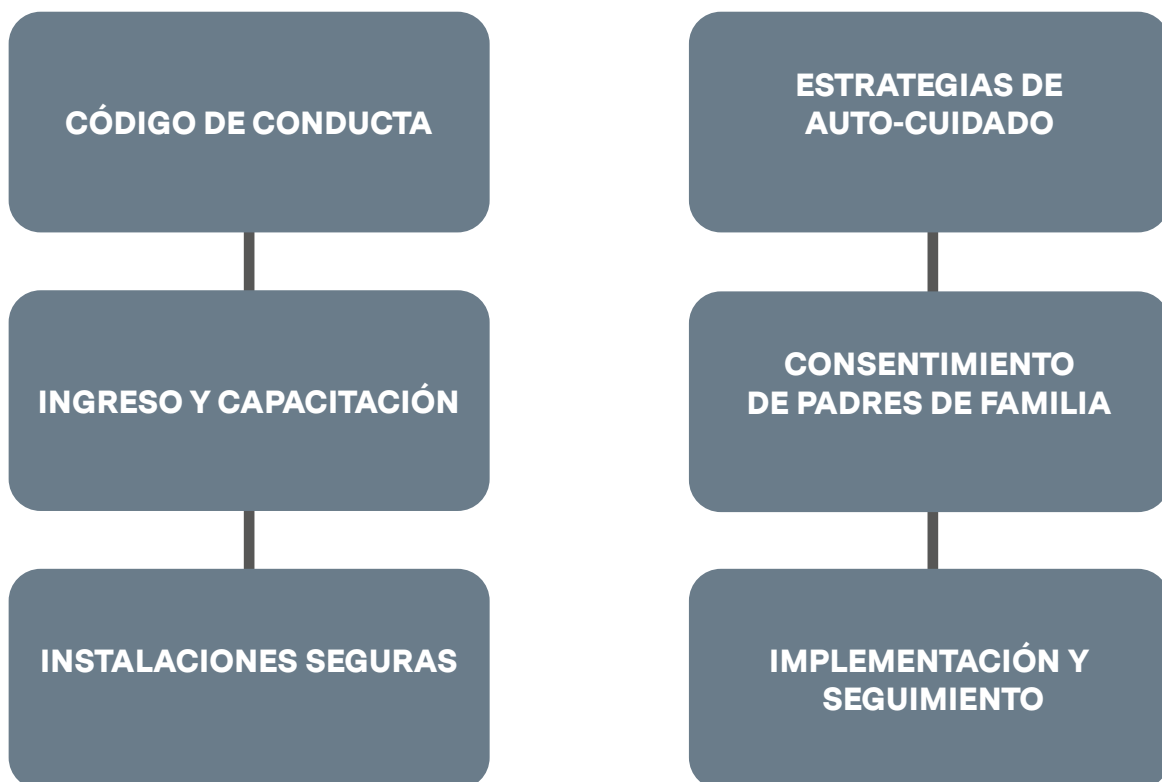 CÓDIGO DE CONDUCTA
INGRESO Y CAPACITACIÓN
INSTALACIONES SEGURAS
ESTRATEGIAS DE
AUTO-CUIDADO
CONSENTIMIENTO
DE PADRES DE FAMILIA
IMPLEMENTACIÓN Y
SEGUIMIENTO